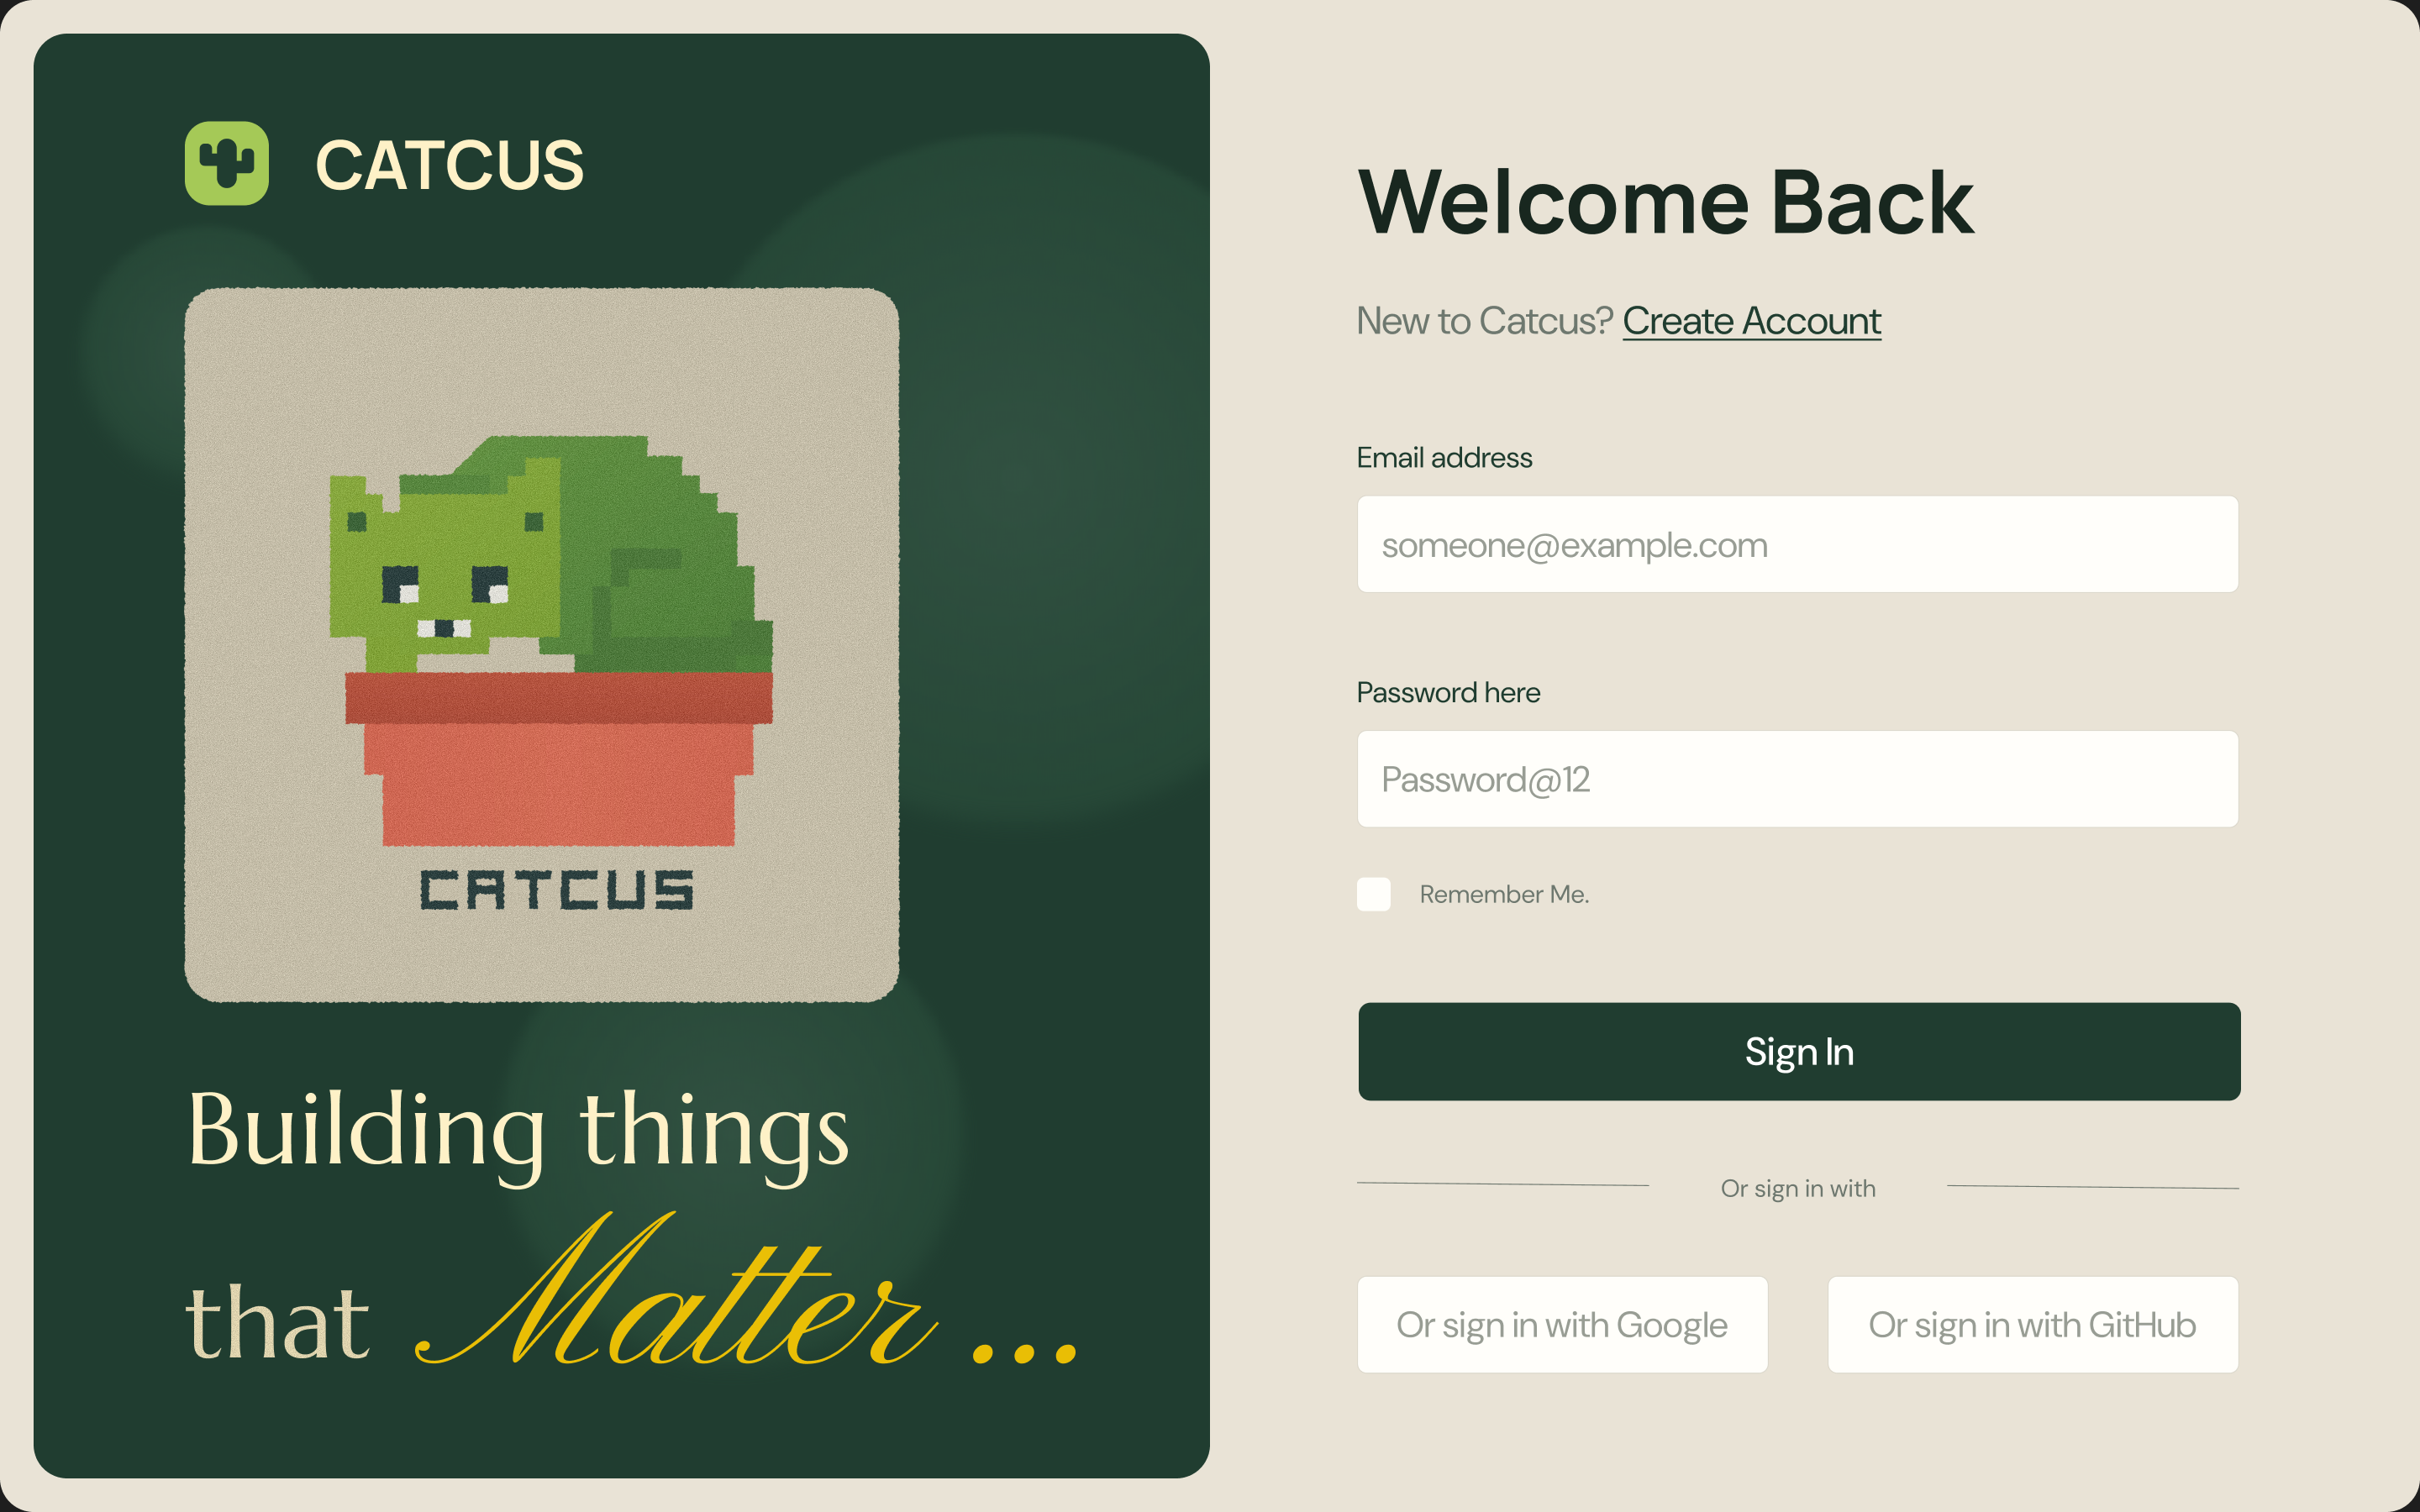 CATCUS
CATCUS
Building things
that Matter ...
Welcome Back
New to Catcus? Create Account
Email address
someone@example.com
Password here
Password@12
Remember Me.
Sign In
Or sign in with
Or sign in with Google
Or sign in with GitHub